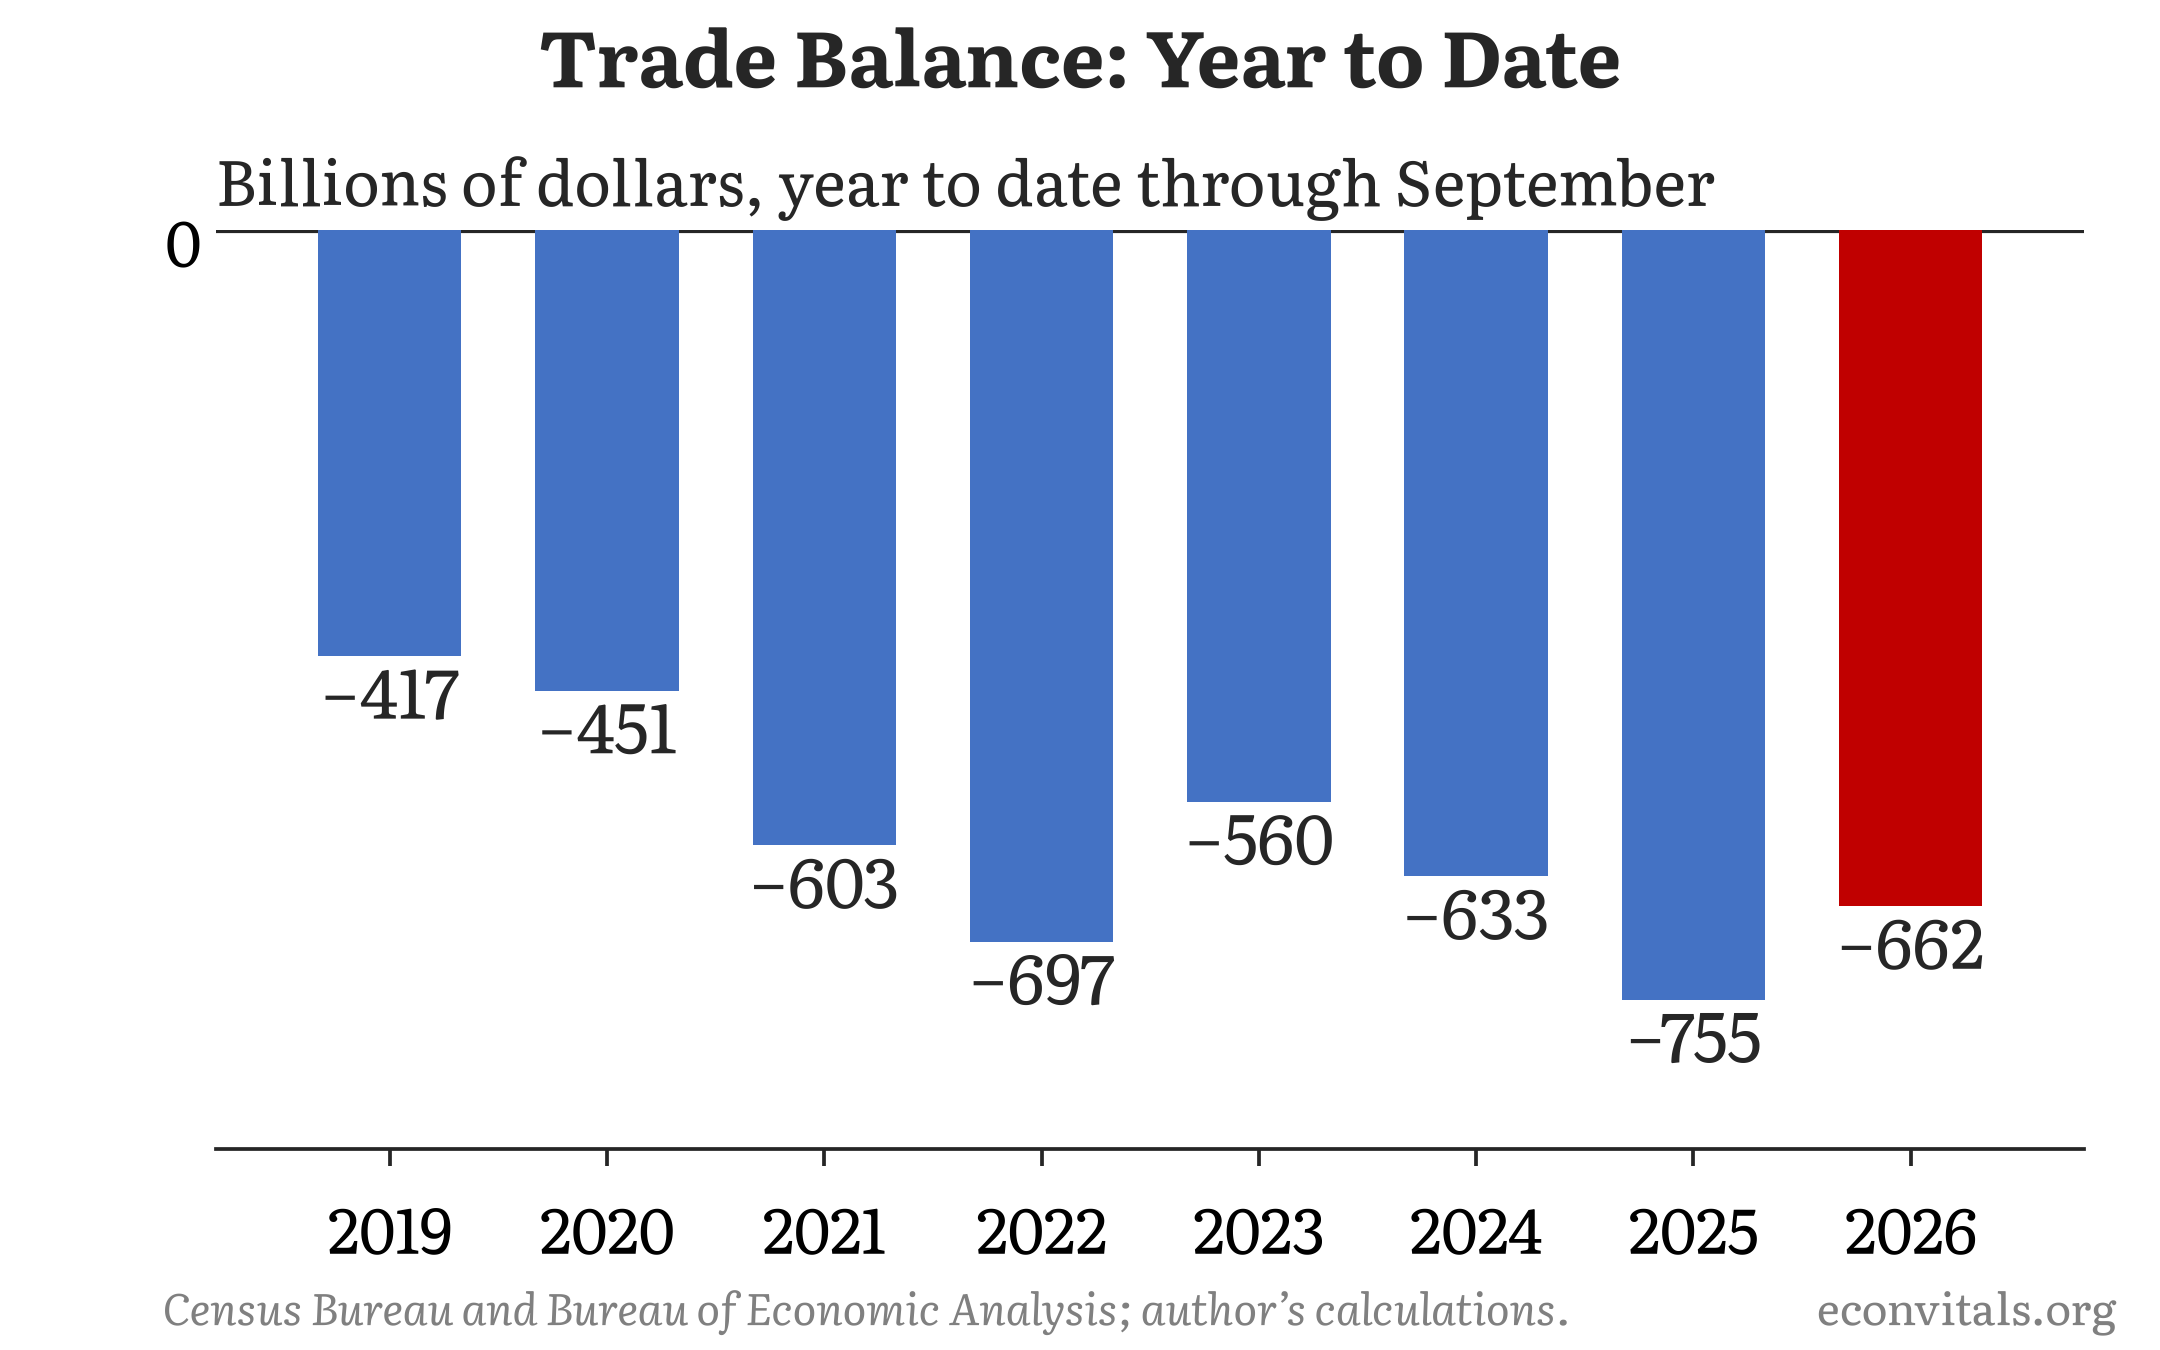 Trade Balance: Year to Date
Billions of dollars, year to date through September
0
−417
−451
−603
−697
−560
−633
−755
−662
2019 2020 2021 2022 2023 2024 2025 2026
Census Bureau and Bureau of Economic Analysis; author’s calculations. econvitals.org